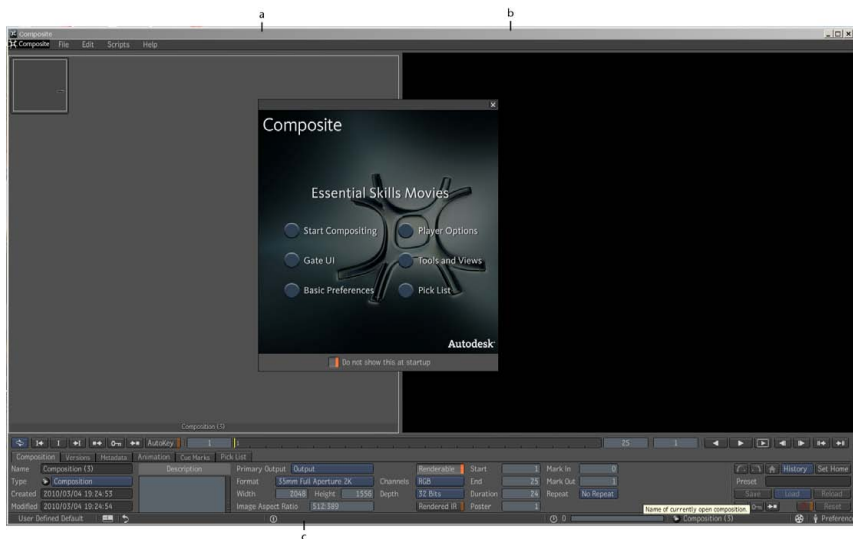 a
b
Composite
Composite File Edit Scripts Help
Composite
Essential Skills Movies
Start Compositing Player Options
Gate UI Tools and Views
Basic Preferences Pick List
Autodesk
Do not show this at startup
Composition (3)
AutoKey 1 1 25 1
Composition Versions Metadata Animation Cue Marks Pick List
Name Composition (3) Description Primary Output Output Renderable Start 1 Mark In 0 History Set Home
Type Composition Format 35mm Full Aperture 2K Channels RGB End 25 Mark Out 1 Preset
Created 2010/03/04 19:24:53 Width 2048 Height 1556 Depth 32 Bits Duration 24 Repeat No Repeat Save Load Reload
Modified 2010/03/04 19:24:54 Image Aspect Ratio 512:389 Rendered IR Poster 1 Name of currently open composition. Reset
User Defined Default 0 Composition (3) Preferenc
c